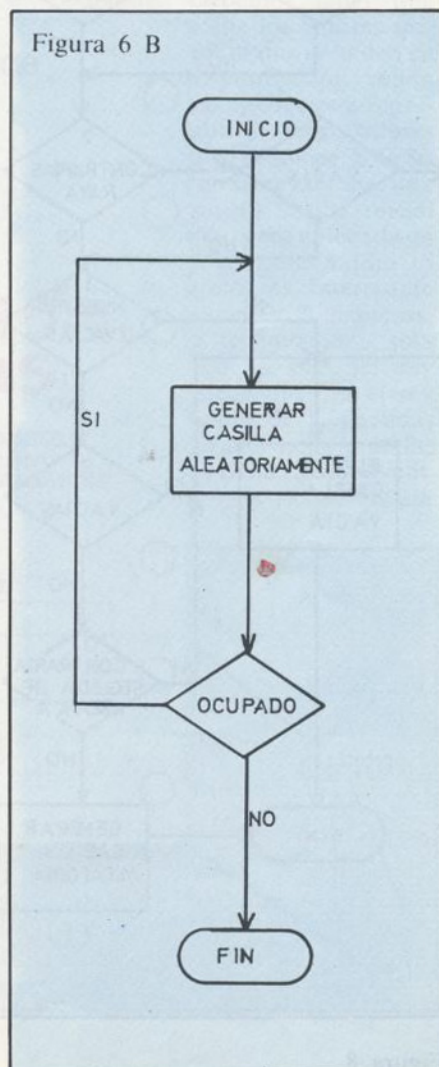 Figura 6 B
INICIO
SI
GENERAR
CASILLA
ALEATORIAMENTE
OCUPADO
NO
FIN